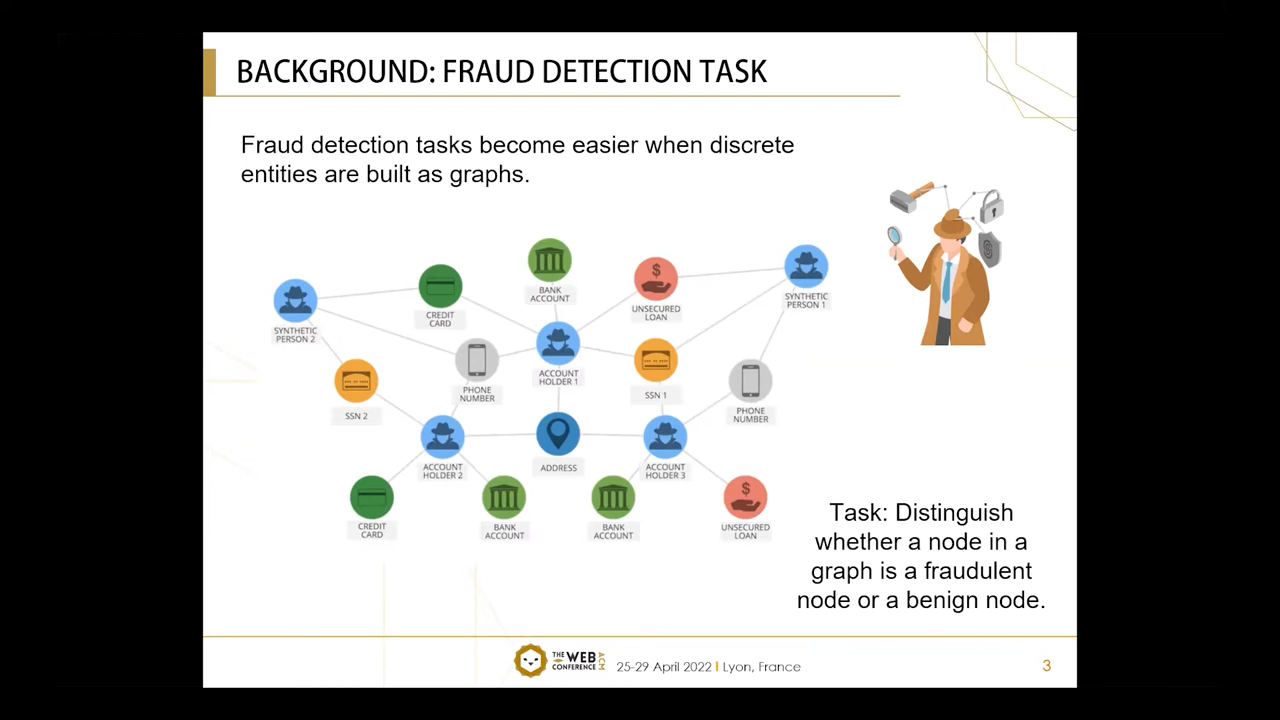 BACKGROUND: FRAUD DETECTION TASK
Fraud detection tasks become easier when discrete
entities are built as graphs.
BANK
ACCOUNT
CREDIT
CARD
UNSECURED
LOAN
SYNTHETIC
PERSON 1
SYNTHETIC
PERSON 2
ACCOUNT
HOLDER 1
PHONE
NUMBER
SSN 1
SSN 2
PHONE
NUMBER
ACCOUNT
HOLDER 2
ADDRESS
ACCOUNT
HOLDER 3
CREDIT
CARD
BANK
ACCOUNT
BANK
ACCOUNT
UNSECURED
LOAN
Task: Distinguish
whether a node in a
graph is a fraudulent
node or a benign node.
THE WEB
CONFERENCE
ACM
25-29 April 2022 | Lyon, France
3